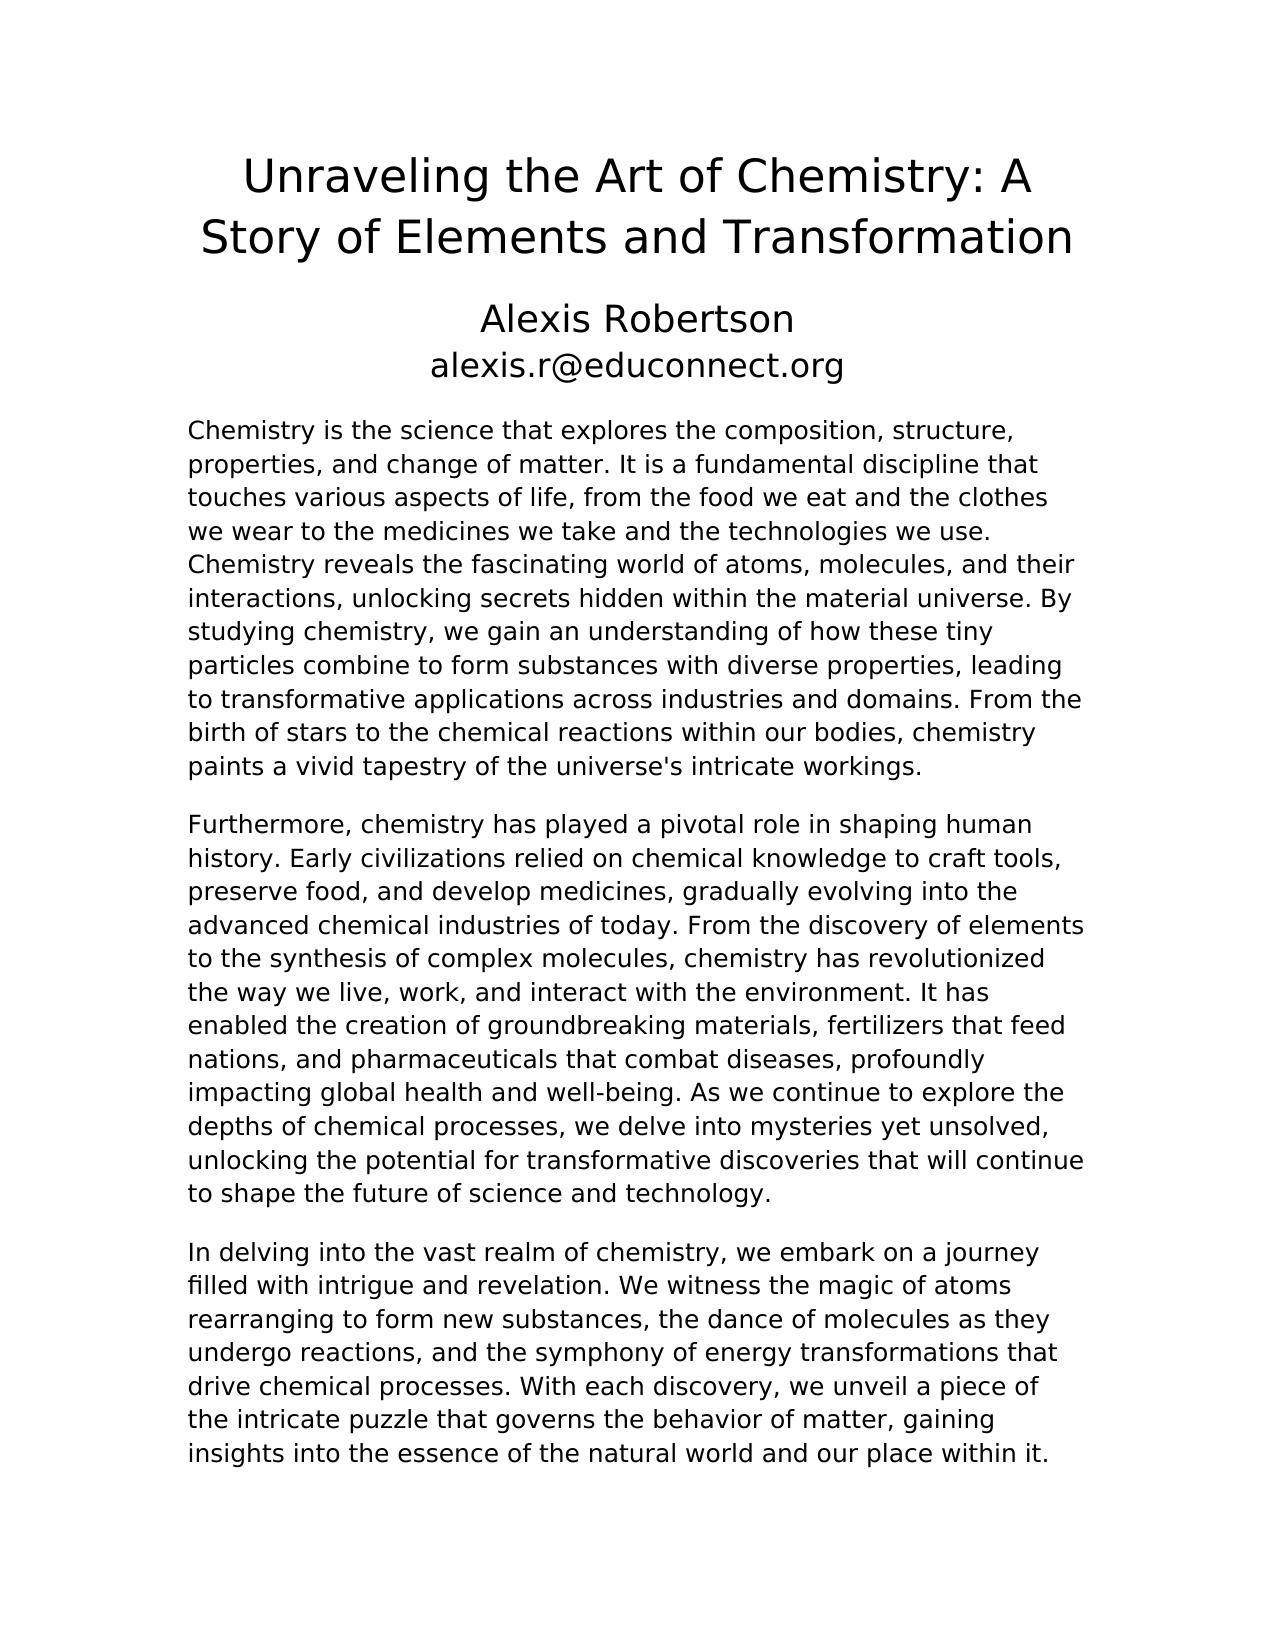 Unraveling the Art of Chemistry: A
Story of Elements and Transformation
Alexis Robertson
alexis.r@educonnect.org
Chemistry is the science that explores the composition, structure,
properties, and change of matter. It is a fundamental discipline that
touches various aspects of life, from the food we eat and the clothes
we wear to the medicines we take and the technologies we use.
Chemistry reveals the fascinating world of atoms, molecules, and their
interactions, unlocking secrets hidden within the material universe. By
studying chemistry, we gain an understanding of how these tiny
particles combine to form substances with diverse properties, leading
to transformative applications across industries and domains. From the
birth of stars to the chemical reactions within our bodies, chemistry
paints a vivid tapestry of the universe's intricate workings.
Furthermore, chemistry has played a pivotal role in shaping human
history. Early civilizations relied on chemical knowledge to craft tools,
preserve food, and develop medicines, gradually evolving into the
advanced chemical industries of today. From the discovery of elements
to the synthesis of complex molecules, chemistry has revolutionized
the way we live, work, and interact with the environment. It has
enabled the creation of groundbreaking materials, fertilizers that feed
nations, and pharmaceuticals that combat diseases, profoundly
impacting global health and well-being. As we continue to explore the
depths of chemical processes, we delve into mysteries yet unsolved,
unlocking the potential for transformative discoveries that will continue
to shape the future of science and technology.
In delving into the vast realm of chemistry, we embark on a journey
filled with intrigue and revelation. We witness the magic of atoms
rearranging to form new substances, the dance of molecules as they
undergo reactions, and the symphony of energy transformations that
drive chemical processes. With each discovery, we unveil a piece of
the intricate puzzle that governs the behavior of matter, gaining
insights into the essence of the natural world and our place within it.